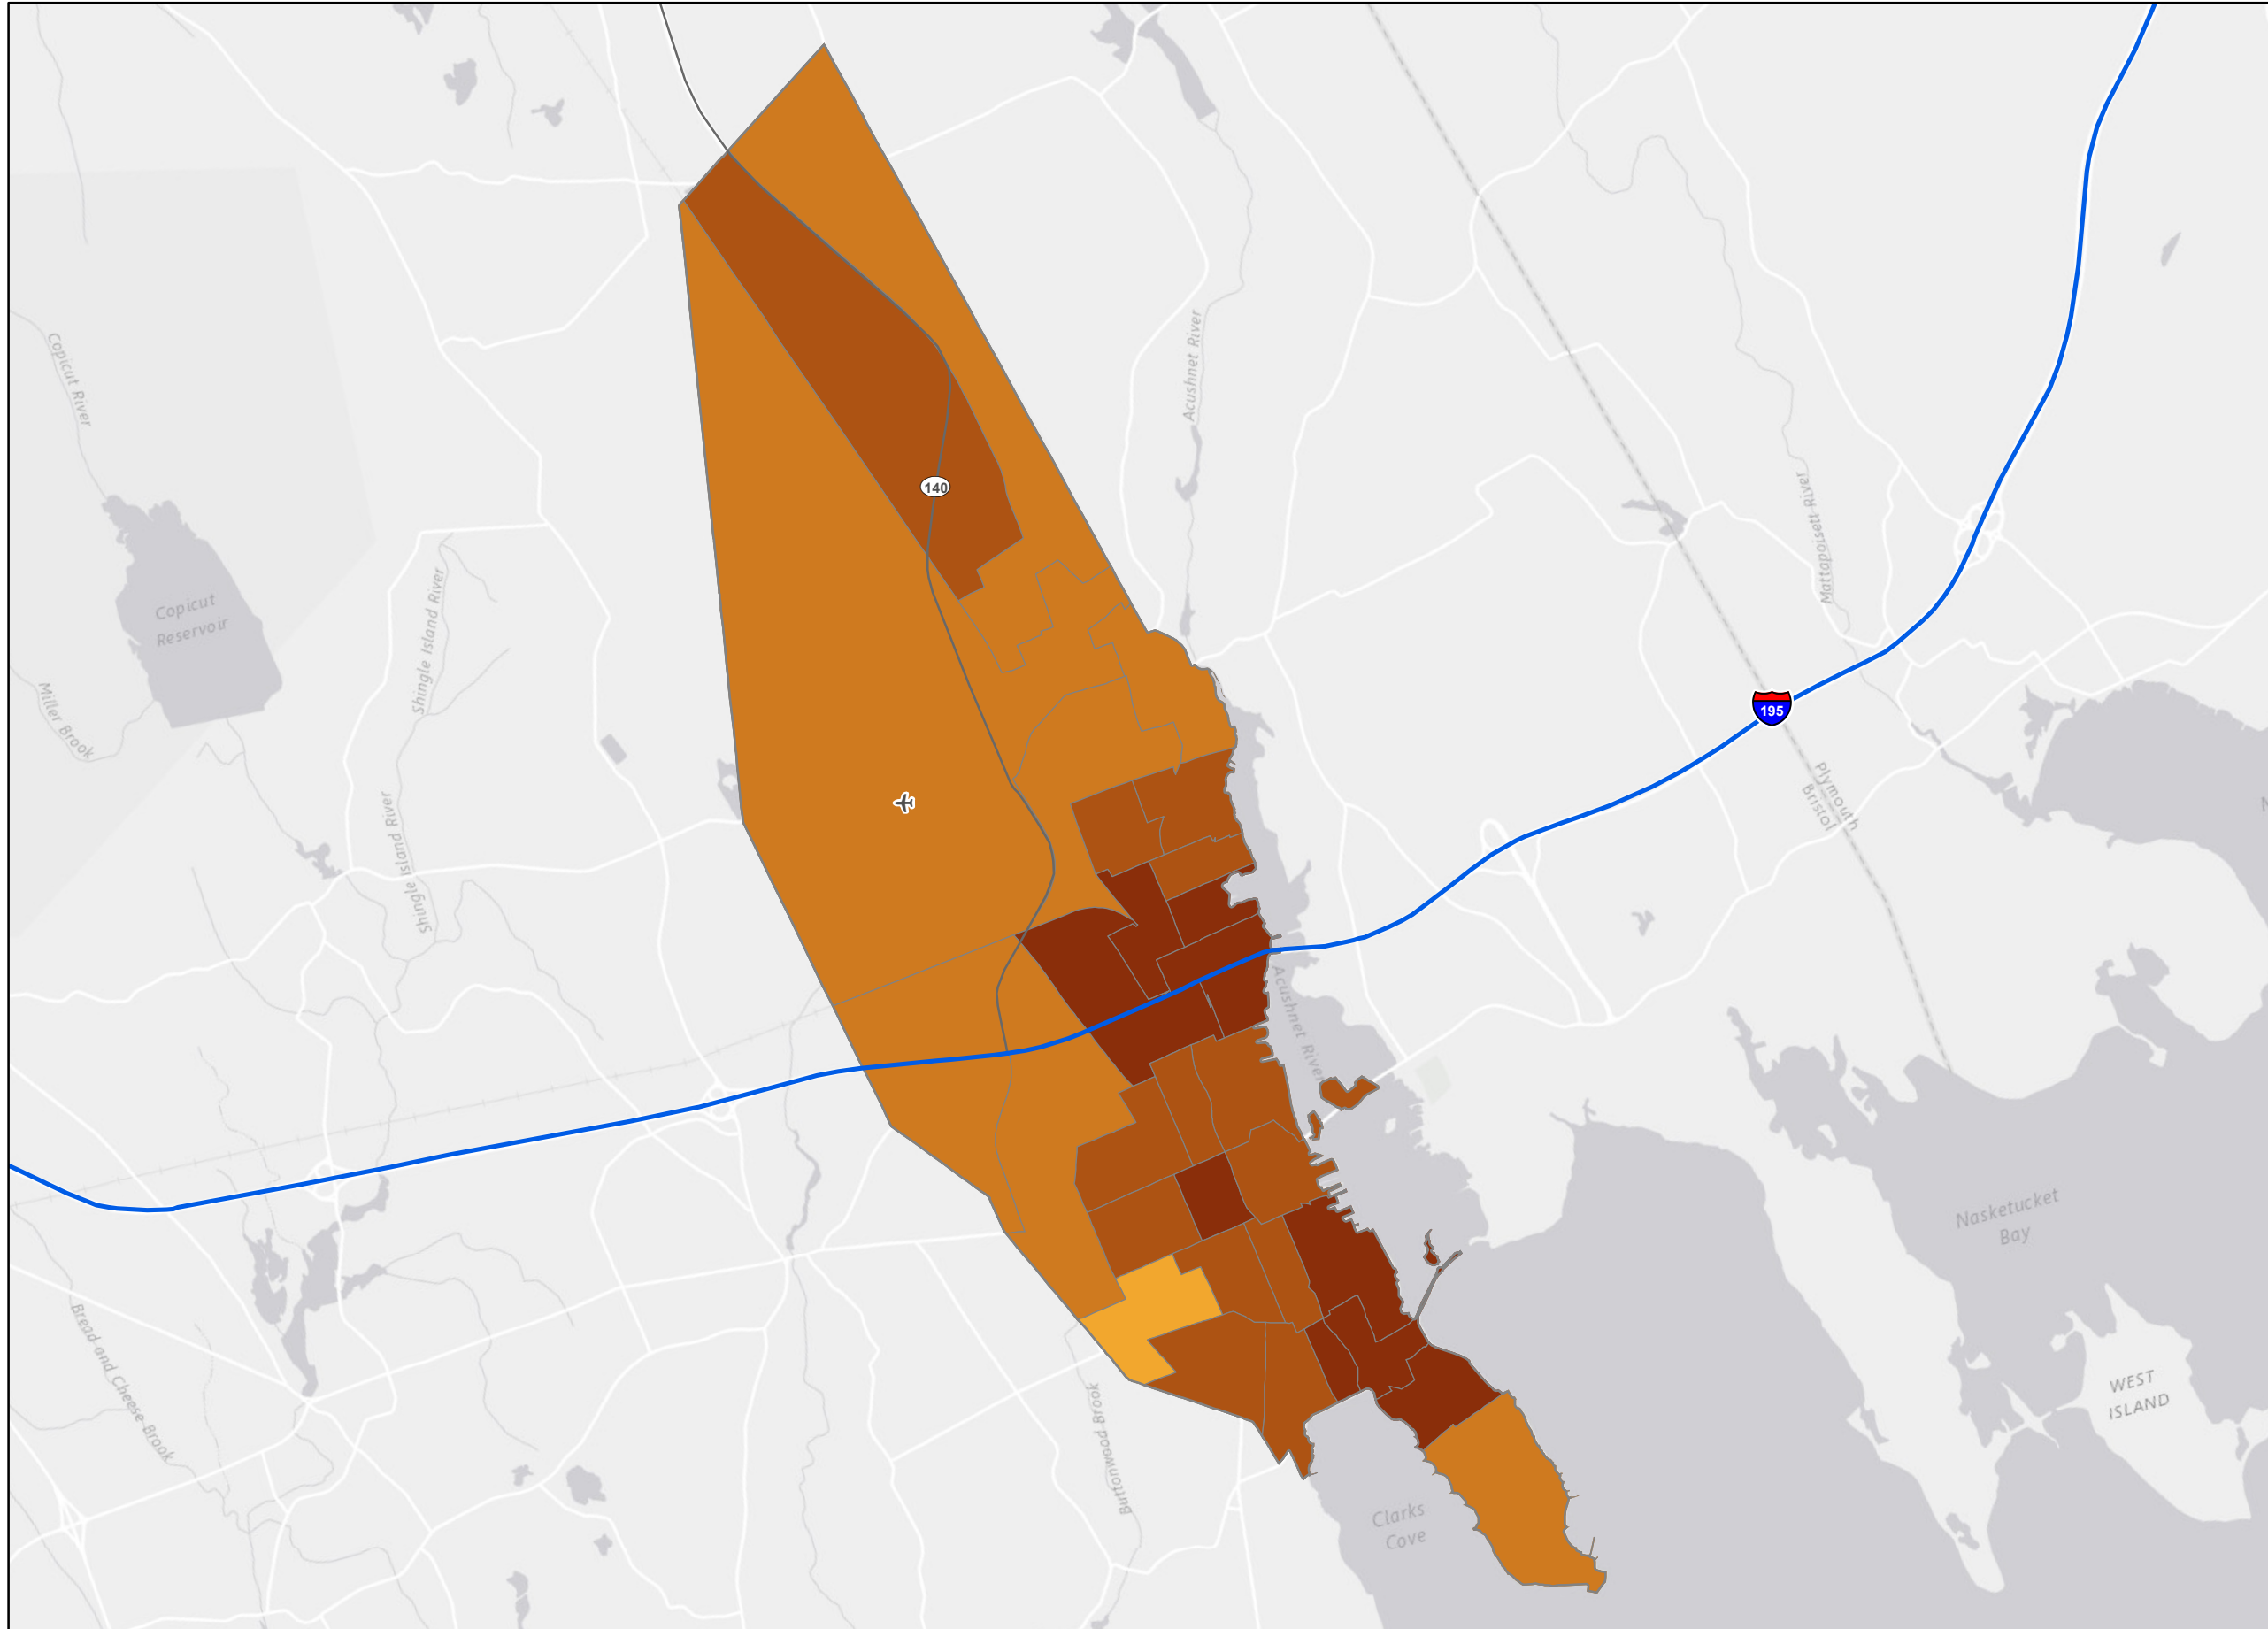 Copicut River
Acushnet River
140
Mattapoisett River
Copicut
Reservoir
Shingle Island River
Miller Brook
195
Plymouth
Bristol
N
Shingle Island River
Acushnet River
Nasketucket
Bay
Bread and Cheese Brook
Buttonwood Brook
WEST
ISLAND
Clarks
Cove